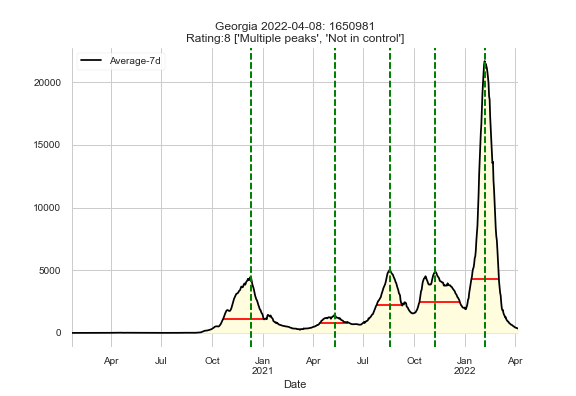 Georgia 2022-04-08: 1650981
Rating:8 ['Multiple peaks', 'Not in control']
Average-7d
20000
15000
10000
5000
0
Apr Jul Oct Jan Apr Jul Oct Jan Apr
2021 2022
Date